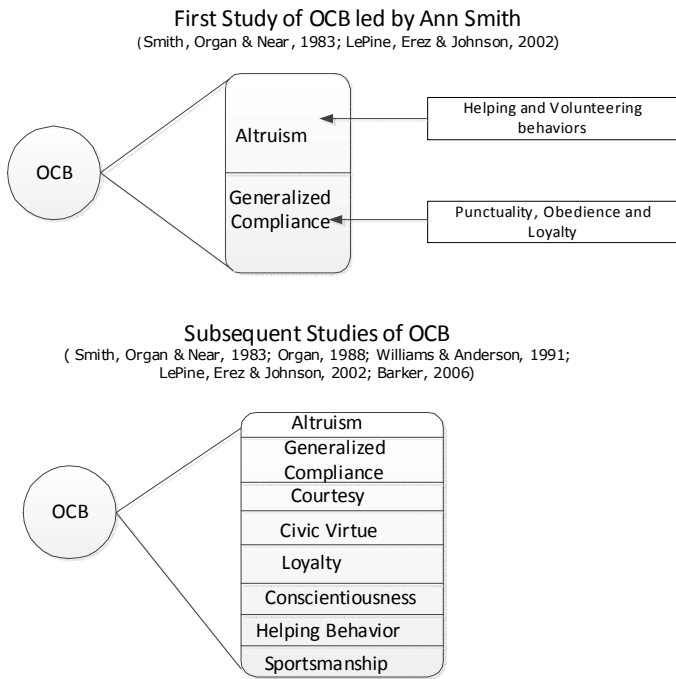 First Study of OCB led by Ann Smith
(Smith, Organ & Near, 1983; LePine, Erez & Johnson, 2002)
OCB
Altruism
Helping and Volunteering
behaviors
Generalized
Compliance
Punctuality, Obedience and
Loyalty
Subsequent Studies of OCB
( Smith, Organ & Near, 1983; Organ, 1988; Williams & Anderson, 1991;
LePine, Erez & Johnson, 2002; Barker, 2006)
OCB
Altruism
Generalized
Compliance
Courtesy
Civic Virtue
Loyalty
Conscientiousness
Helping Behavior
Sportsmanship